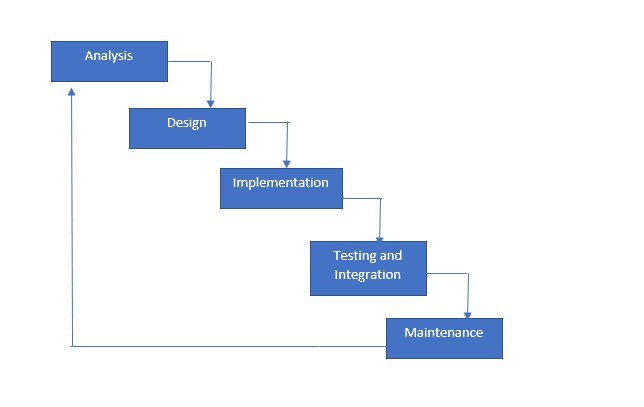 Analysis
Design
Implementation
Testing and
Integration
Maintenance